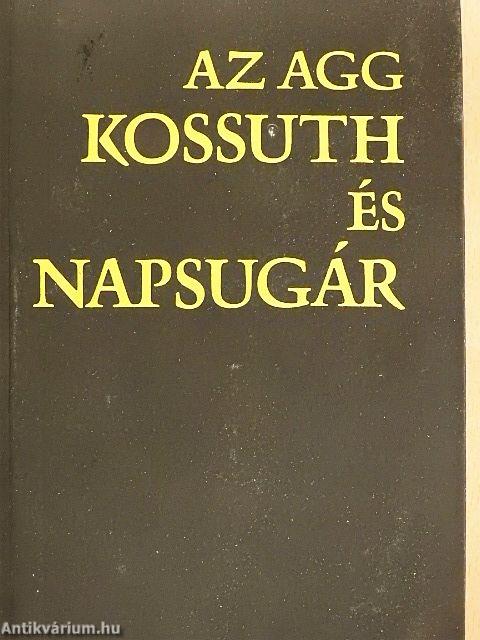 AZ AGG
KOSSUTH
ÉS
NAPSUGÁR
Antikvárium.hu